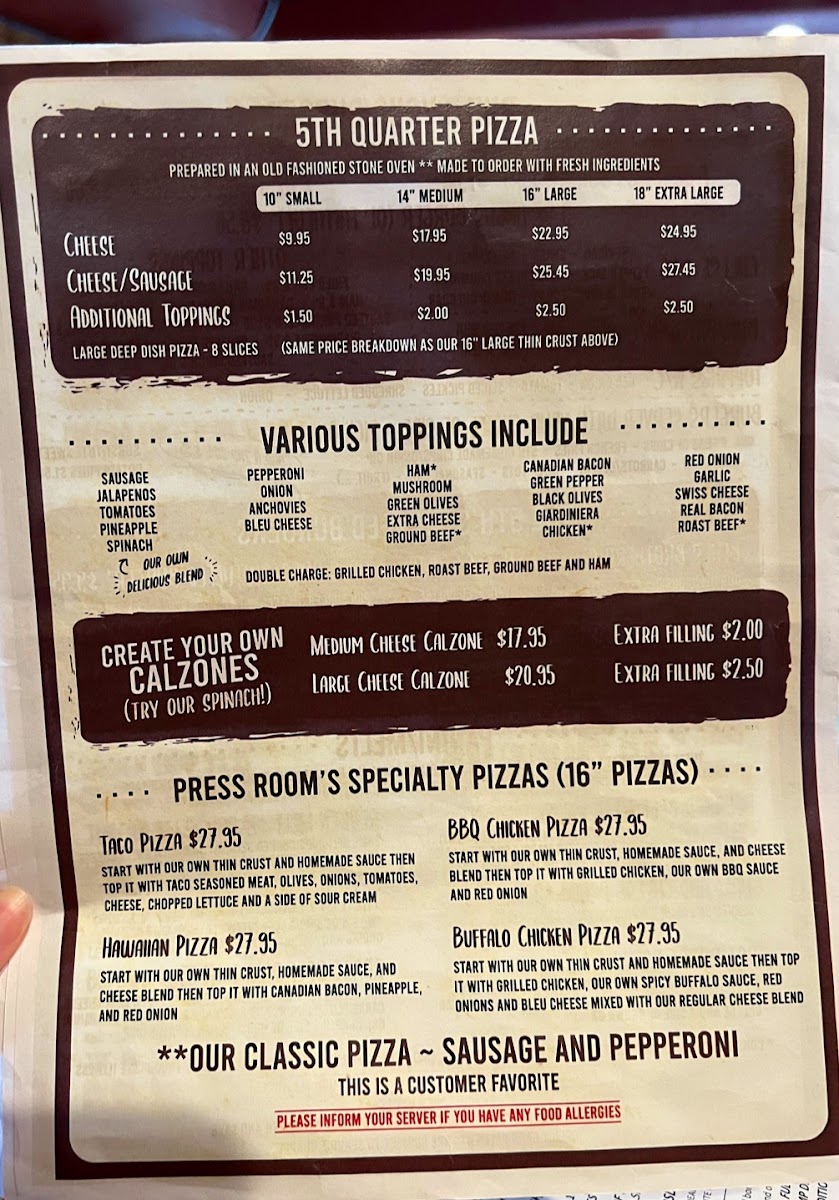 5TH QUARTER PIZZA
PREPARED IN AN OLD FASHIONED STONE OVEN ** MADE TO ORDER WITH FRESH INGREDIENTS
10" SMALL 14" MEDIUM 16" LARGE 18" EXTRA LARGE
CHEESE $9.95 $17.95 $22.95 $24.95
CHEESE/SAUSAGE $11.25 $19.95 $25.45 $27.45
ADDITIONAL TOPPINGS $1.50 $2.00 $2.50 $2.50
LARGE DEEP DISH PIZZA - 8 SLICES (SAME PRICE BREAKDOWN AS OUR 16" LARGE THIN CRUST ABOVE)
VARIOUS TOPPINGS INCLUDE
SAUSAGE
JALAPENOS
TOMATOES
PINEAPPLE
SPINACH
OUR OWN
DELICIOUS BLEND
PEPPERONI
ONION
ANCHOVIES
BLEU CHEESE
HAM*
MUSHROOM
GREEN OLIVES
EXTRA CHEESE
GROUND BEEF*
CANADIAN BACON
GREEN PEPPER
BLACK OLIVES
GIARDINIERA
CHICKEN*
RED ONION
GARLIC
SWISS CHEESE
REAL BACON
ROAST BEEF*
DOUBLE CHARGE: GRILLED CHICKEN, ROAST BEEF, GROUND BEEF AND HAM
CREATE YOUR OWN
CALZONES
(TRY OUR SPINACH!)
MEDIUM CHEESE CALZONE $17.95 EXTRA FILLING $2.00
LARGE CHEESE CALZONE $20.95 EXTRA FILLING $2.50
PRESS ROOM'S SPECIALTY PIZZAS (16" PIZZAS)
TACO PIZZA $27.95
START WITH OUR OWN THIN CRUST AND HOMEMADE SAUCE THEN
TOP IT WITH TACO SEASONED MEAT, OLIVES, ONIONS, TOMATOES,
CHEESE, CHOPPED LETTUCE AND A SIDE OF SOUR CREAM
BBQ CHICKEN PIZZA $27.95
START WITH OUR OWN THIN CRUST, HOMEMADE SAUCE, AND CHEESE
BLEND THEN TOP IT WITH GRILLED CHICKEN, OUR OWN BBQ SAUCE
AND RED ONION
HAWAIIAN PIZZA $27.95
START WITH OUR OWN THIN CRUST, HOMEMADE SAUCE, AND
CHEESE BLEND THEN TOP IT WITH CANADIAN BACON, PINEAPPLE,
AND RED ONION
BUFFALO CHICKEN PIZZA $27.95
START WITH OUR OWN THIN CRUST AND HOMEMADE SAUCE THEN TOP
IT WITH GRILLED CHICKEN, OUR OWN SPICY BUFFALO SAUCE, RED
ONIONS AND BLEU CHEESE MIXED WITH OUR REGULAR CHEESE BLEND
**OUR CLASSIC PIZZA ~ SAUSAGE AND PEPPERONI
THIS IS A CUSTOMER FAVORITE
PLEASE INFORM YOUR SERVER IF YOU HAVE ANY FOOD ALLERGIES